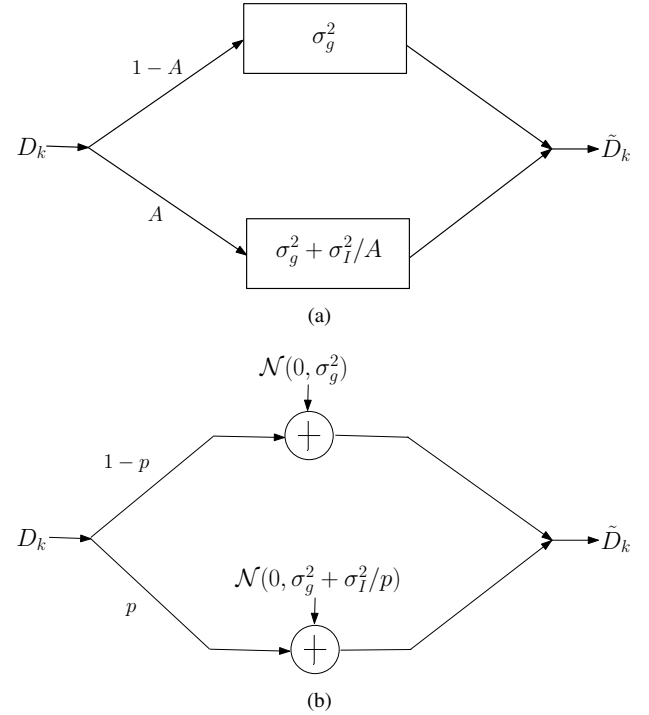 σ_g^2
1 − A
D_k
D̃_k
A
σ_g^2 + σ_I^2/A
(a)
𝒩(0, σ_g^2)
1 − p
D_k
D̃_k
𝒩(0, σ_g^2 + σ_I^2/p)
p
(b)